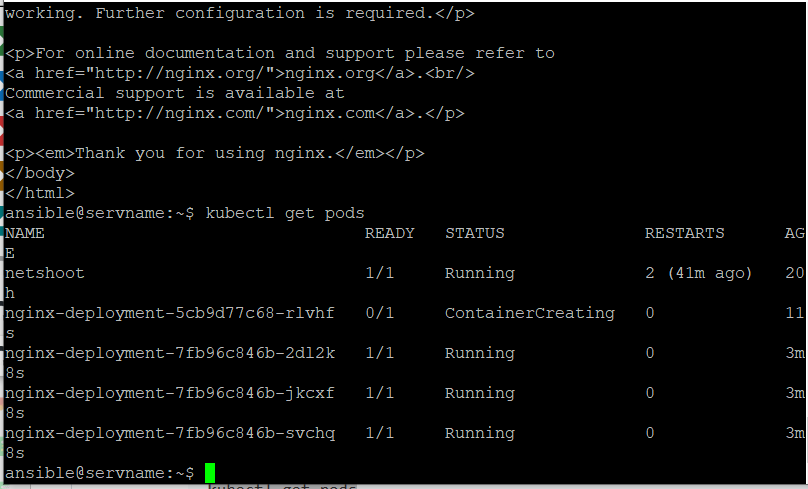 working. Further configuration is required.</p>
<p>For online documentation and support please refer to
<a href="http://nginx.org/">nginx.org</a>.<br/>
Commercial support is available at
<a href="http://nginx.com/">nginx.com</a>.</p>
<p><em>Thank you for using nginx.</em></p>
</body>
</html>
ansible@servname:~$ kubectl get pods
NAME READY STATUS RESTARTS AG
E
netshoot 1/1 Running 2 (41m ago) 20
h
nginx-deployment-5cb9d77c68-rlvhf 0/1 ContainerCreating 0 11
s
nginx-deployment-7fb96c846b-2dl2k 1/1 Running 0 3m
8s
nginx-deployment-7fb96c846b-jkcxf 1/1 Running 0 3m
8s
nginx-deployment-7fb96c846b-svchq 1/1 Running 0 3m
8s
ansible@servname:~$
kubectl get pods